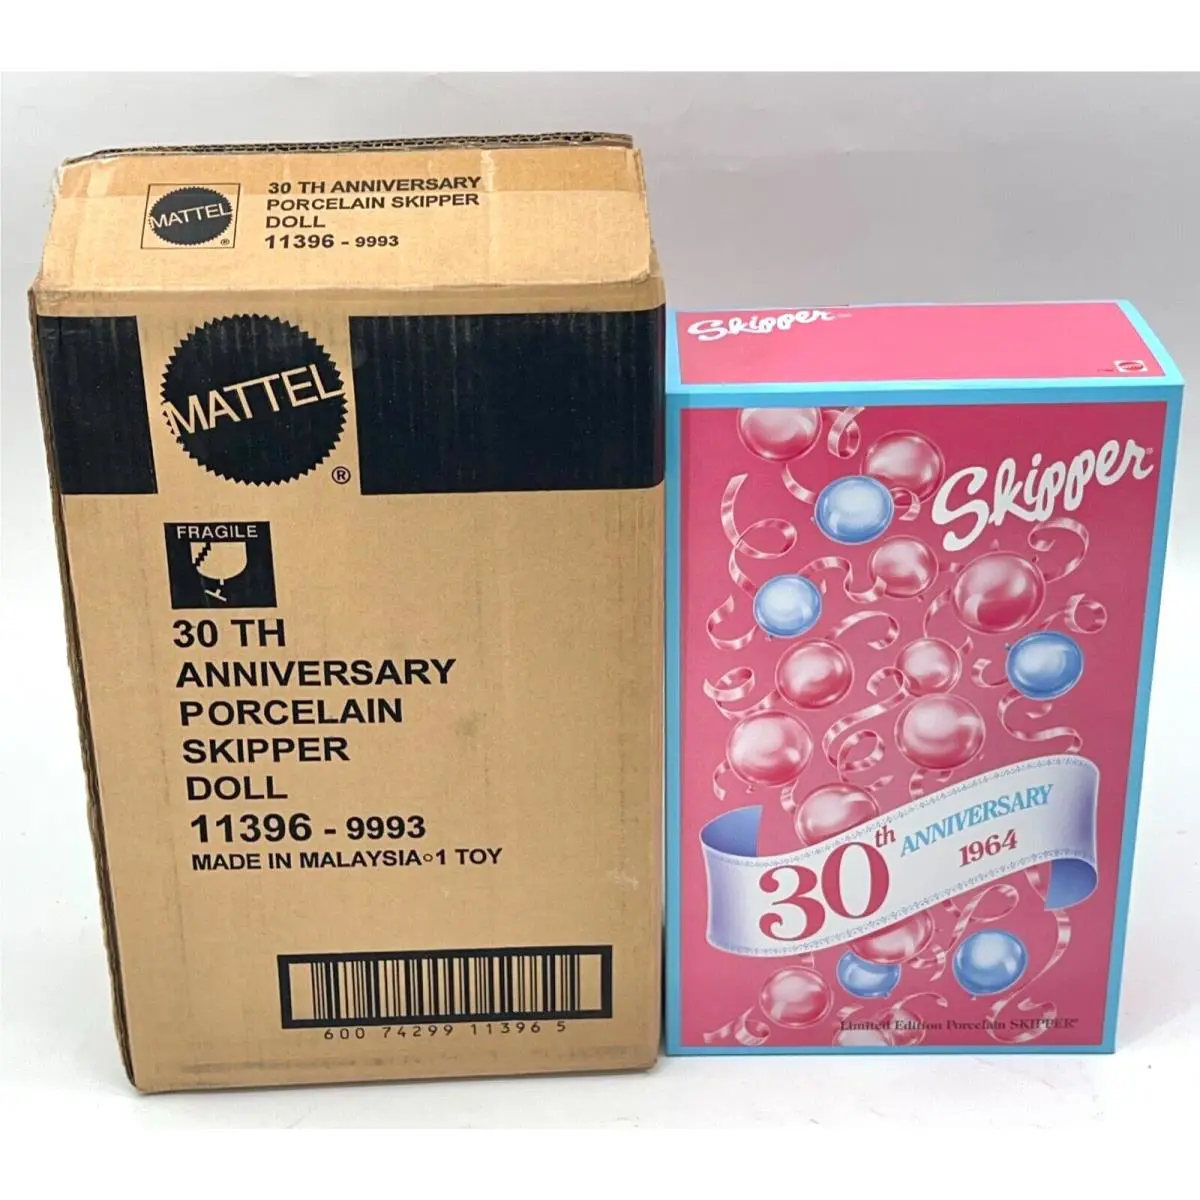 MATTEL
®
30 TH ANNIVERSARY
PORCELAIN SKIPPER
DOLL
11396 - 9993
MATTEL
®
FRAGILE
30 TH
ANNIVERSARY
PORCELAIN
SKIPPER
DOLL
11396 - 9993
MADE IN MALAYSIA○1 TOY
600 74299 11396 5
Skipper
MATTEL
Skipper
30th ANNIVERSARY
1964
Limited Edition Porcelain SKIPPER®